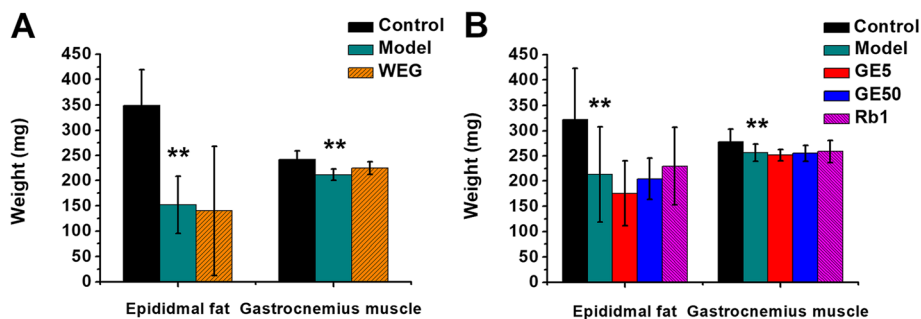 A
Control
Model
WEG
Weight (mg)
450
400
350
300
250
200
150
100
50
0
**
**
Epididmal fat Gastrocnemius muscle
B
Control
Model
GE5
GE50
Rb1
Weight (mg)
450
400
350
300
250
200
150
100
50
0
**
**
Epididmal fat Gastrocnemius muscle